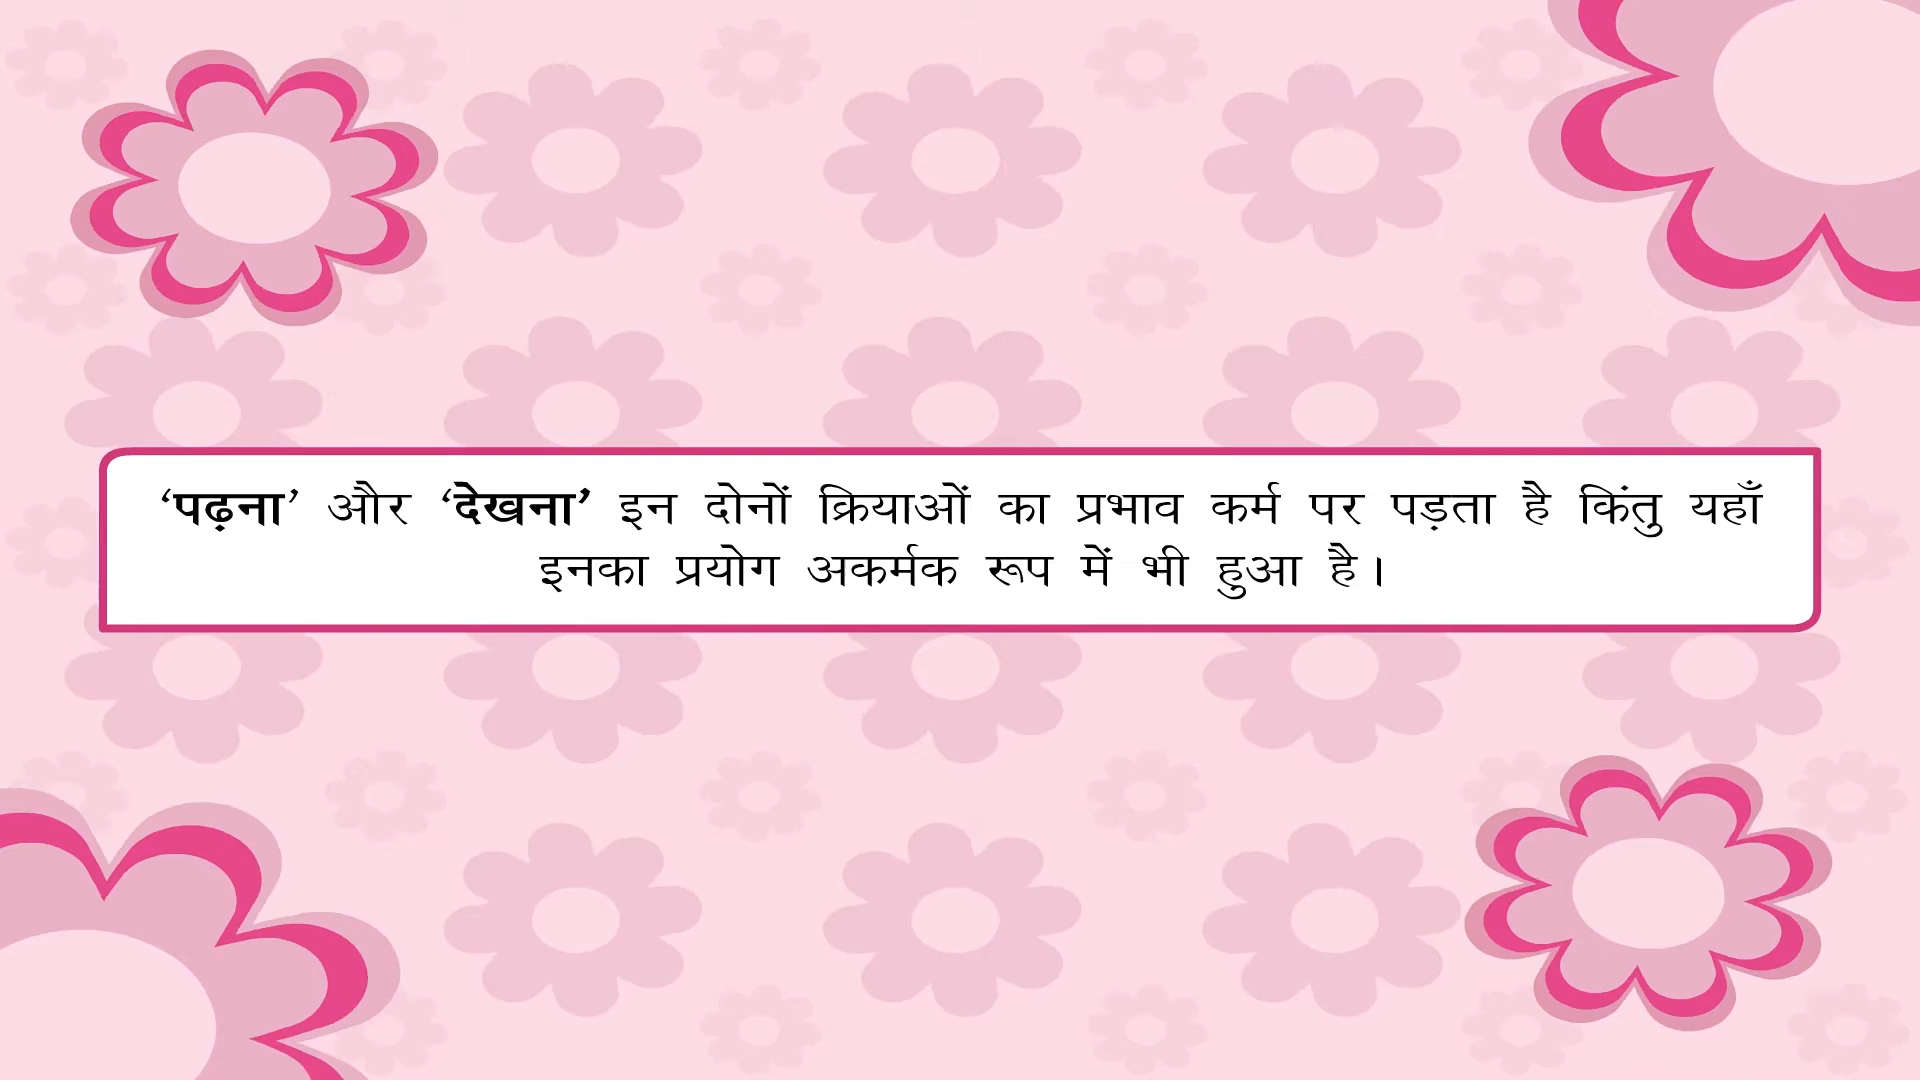 ‘पढ़ना’ और ‘देखना’ इन दोनों क्रियाओं का प्रभाव कर्म पर पड़ता है किंतु यहाँ
इनका प्रयोग अकर्मक रूप में भी हुआ है।